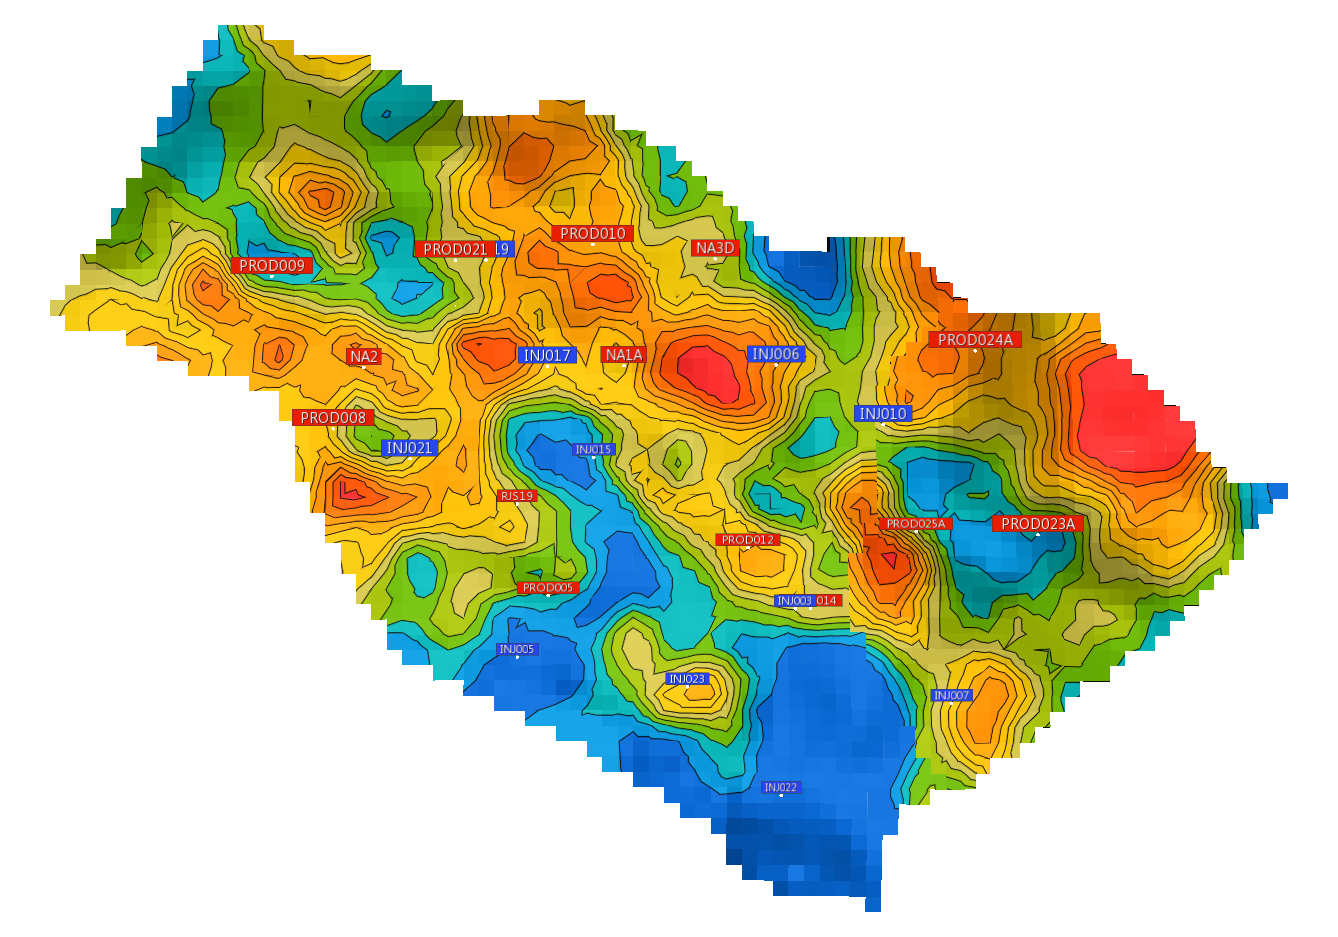 PROD010
PROD021
19
NA3D
PROD009
PROD024A
INJ017
NA1A
INJ006
NA2
PROD008
INJ010
INJ021
INJ015
RJS19
PROD025A
PROD023A
PROD012
PROD005
INJ003
014
INJ005
INJ023
INJ007
INJ022